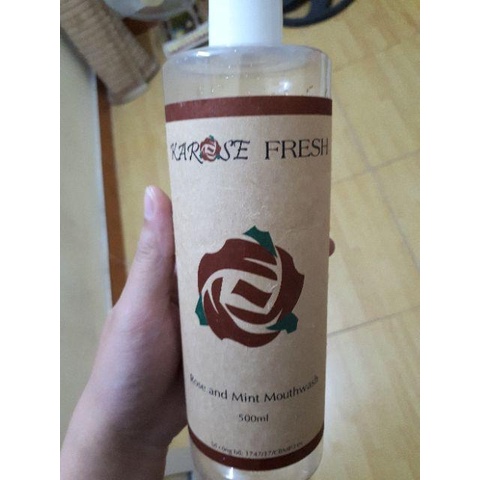 KAROSE FRESH
Rose and Mint Mouthwash
500ml